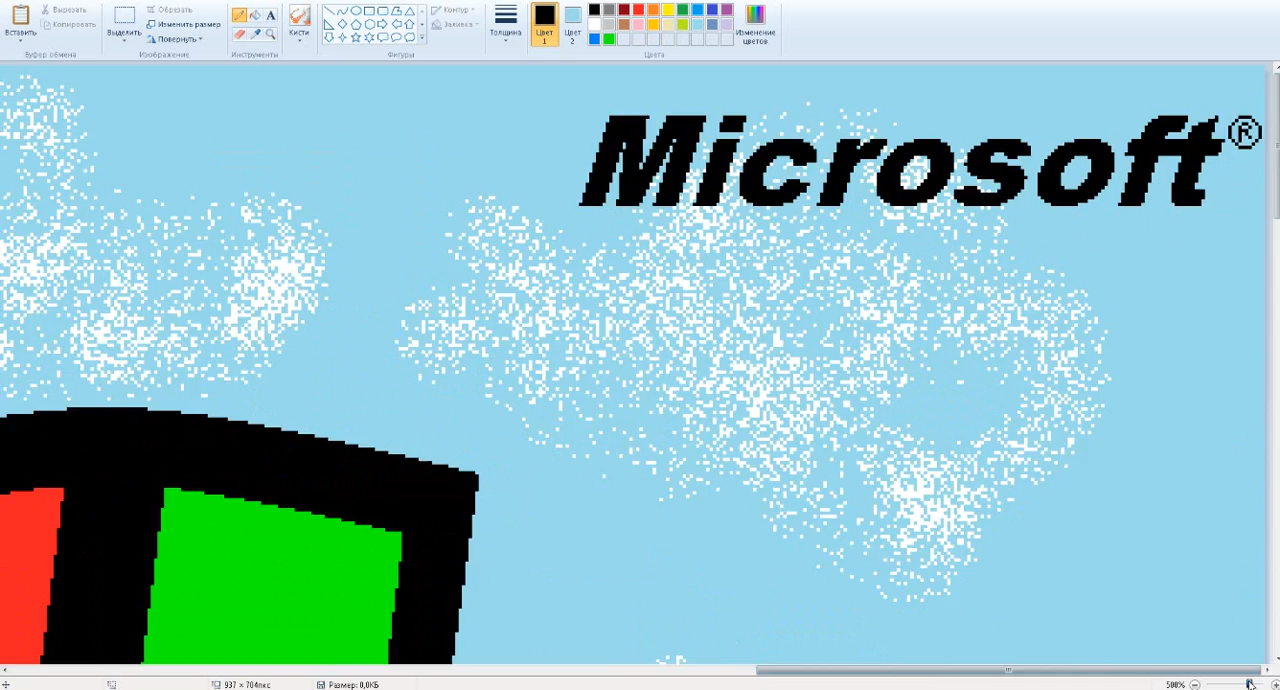 Вставить
Вырезать
Копировать
Буфер обмена
Выделить
Обрезать
Изменить размер
Повернуть
Изображение
A
Инструменты
Кисти
Контур
Заливка
Фигуры
Толщина
Цвет 1
Цвет 2
Изменение цветов
Цвета
Microsoft®
937 × 704пкс
Размер: 0,0КБ
500%